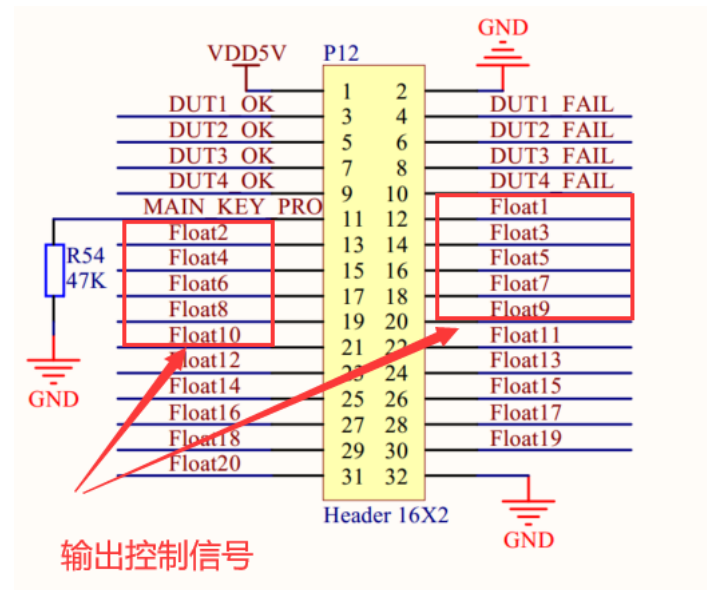 GND
VDD5V P12
1 2
DUT1_OK 3 4 DUT1_FAIL
DUT2_OK 5 6 DUT2_FAIL
DUT3_OK 7 8 DUT3_FAIL
DUT4_OK 9 10 DUT4_FAIL
MAIN_KEY_PRO 11 12 Float1
Float2 13 14 Float3
R54
47K
Float4 15 16 Float5
Float6 17 18 Float7
Float8 19 20 Float9
Float10 21 22 Float11
Float12 23 24 Float13
Float14 25 26 Float15
GND
Float16 27 28 Float17
Float18 29 30 Float19
Float20 31 32
Header 16X2
GND
输出控制信号